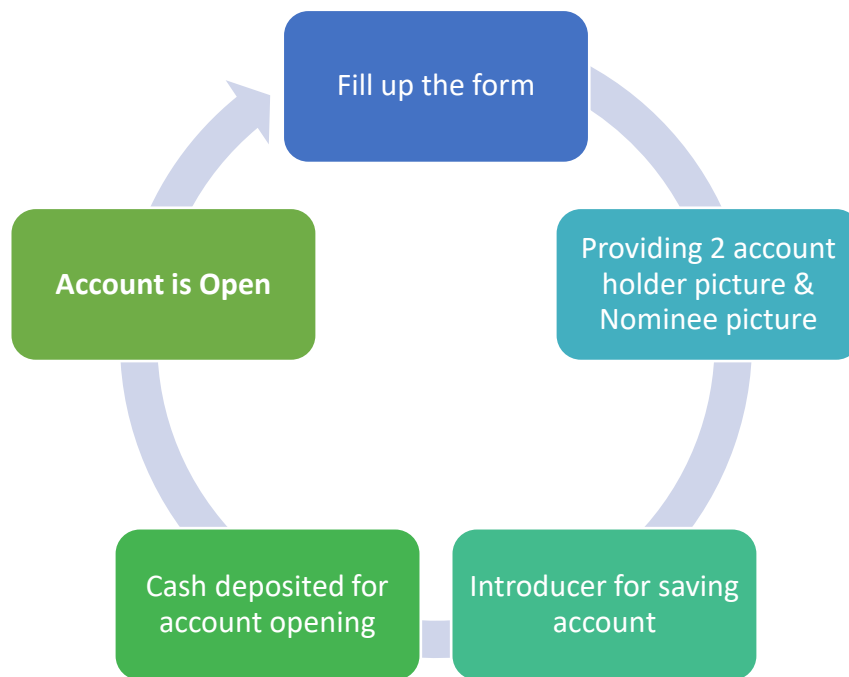 Fill up the form
Providing 2 account
holder picture &
Nominee picture
Introducer for saving
account
Cash deposited for
account opening
Account is Open